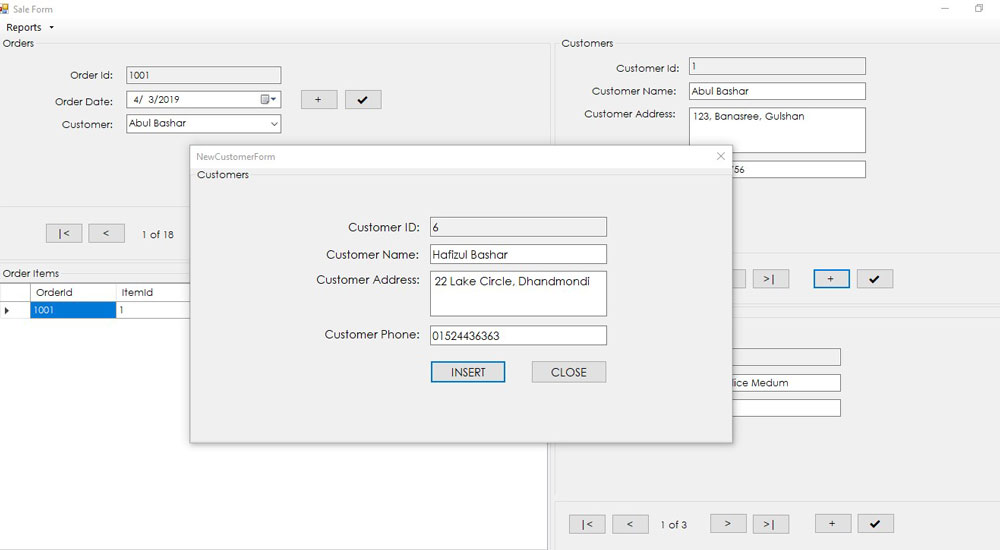 Sale Form
Reports
Orders
Order Id: 1001
Order Date: 4/ 3/2019 +
Customer: Abul Bashar
|< < 1 of 18
Order Items
OrderId ItemId
1001 1
Customers
Customer Id: 1
Customer Name: Abul Bashar
Customer Address: 123, Banasree, Gulshan
56
>| +
NewCustomerForm
Customers
Customer ID: 6
Customer Name: Hafizul Bashar
Customer Address: 22 Lake Circle, Dhandmondi
Customer Phone: 01524436363
INSERT CLOSE
Medum
|< < 1 of 3 > >| +